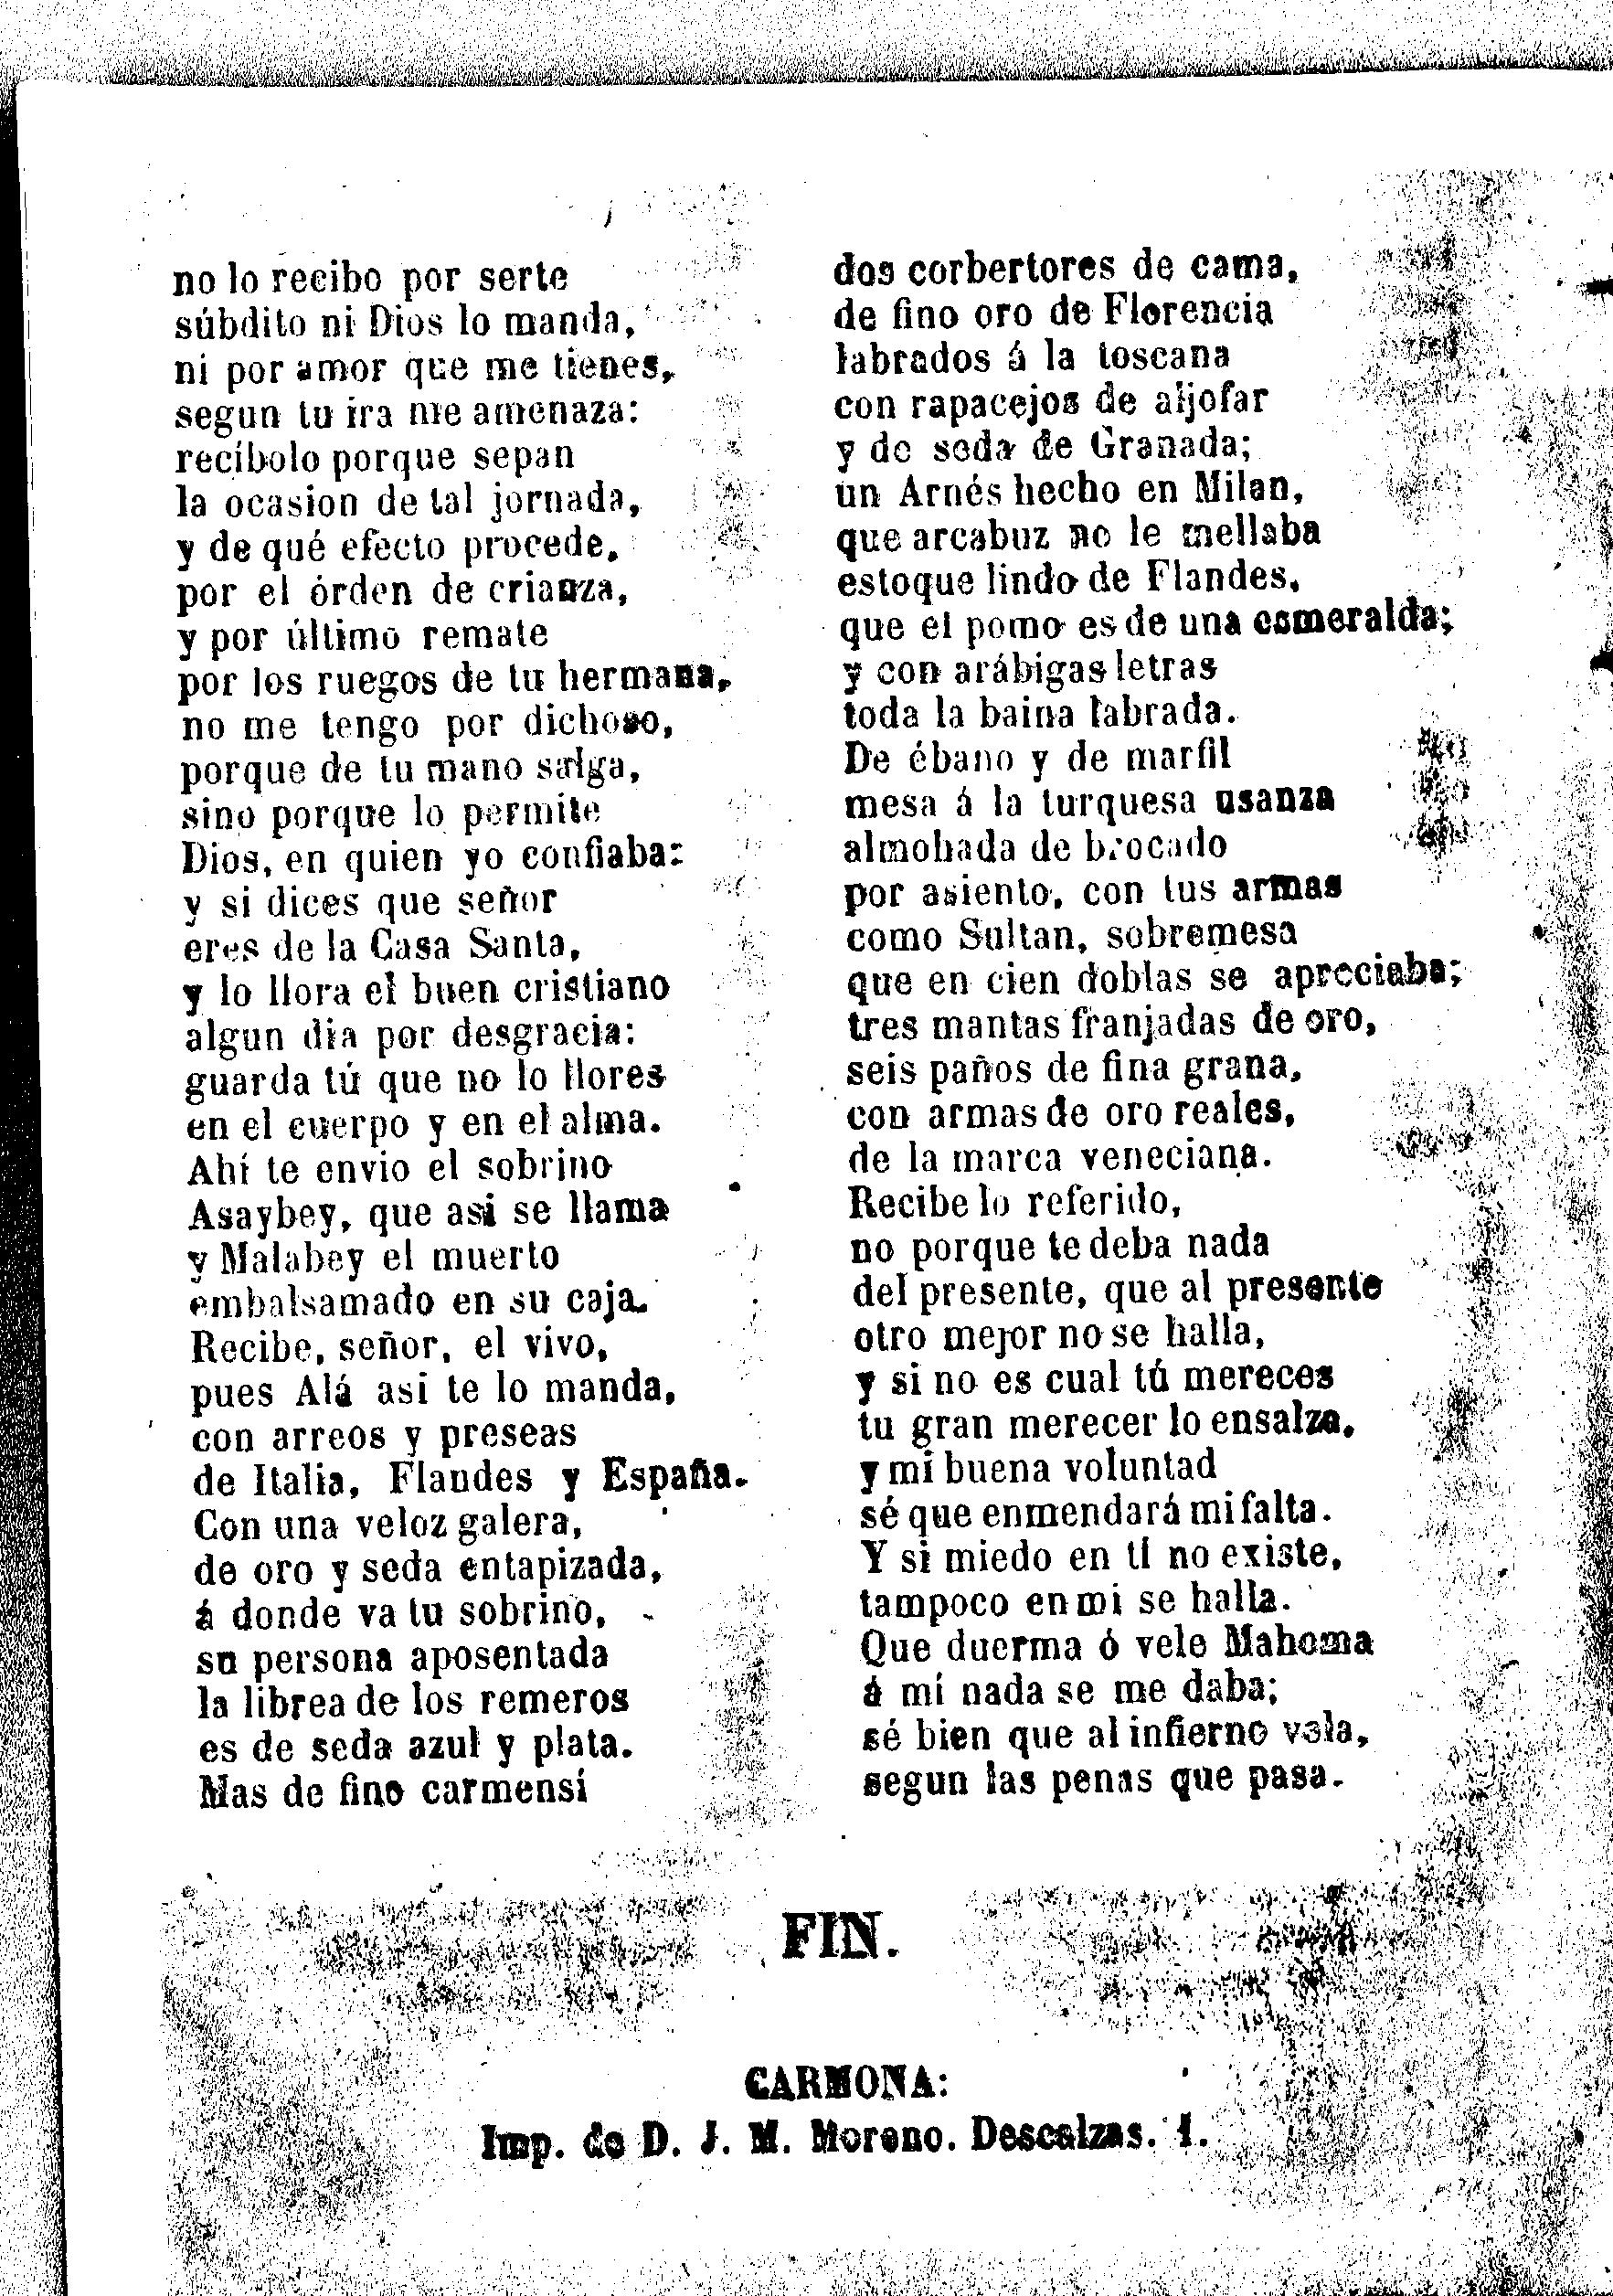 no lo recibo por serte
súbdito ni Dios lo manda,
ni por amor que me tienes,
segun tu ira me amenaza:
recíbolo porque sepan
la ocasion de tal jornada,
y de qué efecto procede,
por el órden de crianza,
y por último remate
por los ruegos de tu hermana,
no me tengo por dichoso,
porque de tu mano salga,
sino porque lo permite
Dios, en quien yo confiaba:
y si dices que señor
eres de la Casa Santa,
y lo llora el buen cristiano
algun dia por desgracia:
guarda tú que no lo llores
en el cuerpo y en el alma.
Ahí te envio el sobrino
Asaybey, que asi se llama
y Malabey el muerto
embalsamado en su caja.
Recibe, señor, el vivo,
pues Alá asi te lo manda,
con arreos y preseas
de Italia, Flandes y España.
Con una veloz galera,
de oro y seda entapizada,
á donde va tu sobrino,
su persona aposentada
la librea de los remeros
es de seda azul y plata.
Mas de fino carmensí
dos corbertores de cama,
de fino oro de Florencia
labrados á la toscana
con rapacejos de aljofar
y de seda de Granada;
un Arnés hecho en Milan,
que arcabuz no le mellaba
estoque lindo de Flandes,
que el pomo es de una esmeralda;
y con arábigas letras
toda la baina labrada.
De ébano y de marfil
mesa á la turquesa usanza
almohada de brocado
por asiento, con tus armas
como Sultan, sobremesa
que en cien doblas se apreciaba;
tres mantas franjadas de oro,
seis paños de fina grana,
con armas de oro reales,
de la marca veneciana.
Recibe lo referido,
no porque te deba nada
del presente, que al presente
otro mejor no se halla,
y si no es cual tú mereces
tu gran merecer lo ensalza,
y mi buena voluntad
sé que enmendará mi falta.
Y si miedo en ti no existe,
tampoco en mi se halla.
Que duerma ó vele Mahoma
á mí nada se me daba;
sé bien que al infierno vela,
segun las penas que pasa.
FIN.
CARMONA:
Imp. de D. J. M. Moreno. Descalzas. 1.